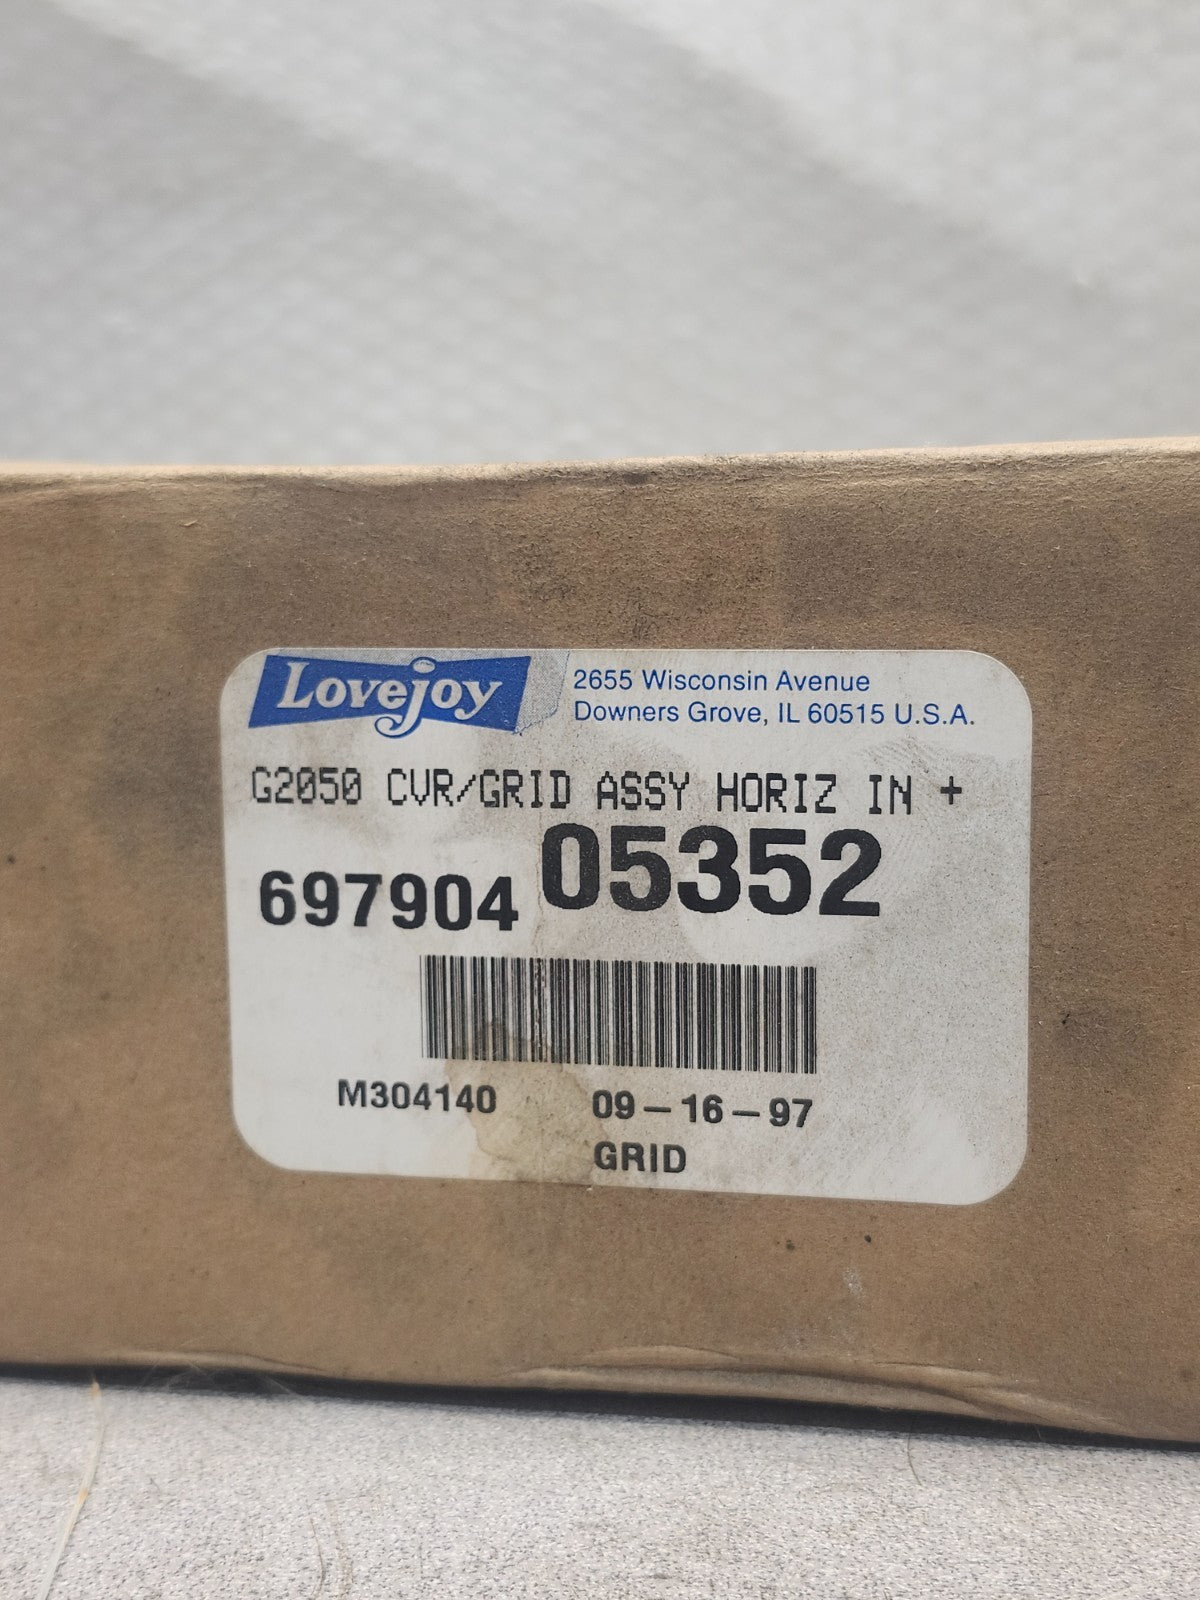 Lovejoy
2655 Wisconsin Avenue
Downers Grove, IL 60515 U.S.A.
G2050 CVR/GRID ASSY HORIZ IN +
697904 05352
M304140 09-16-97
GRID